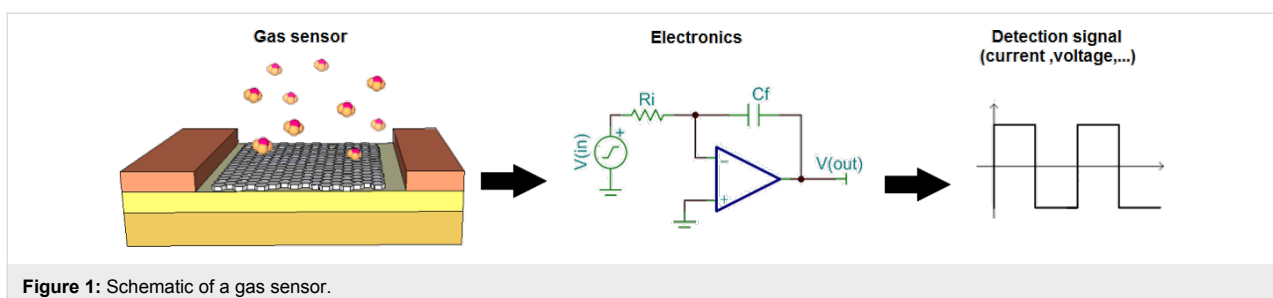 Gas sensor
Electronics
Detection signal
(current ,voltage,...)
Ri
Cf
V(in)
+
−
+
V(out)
Figure 1: Schematic of a gas sensor.